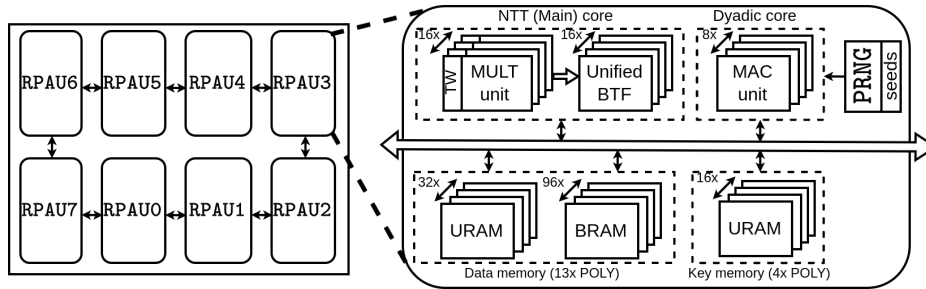 NTT (Main) core
Dyadic core
16x
16x
8x
RPAU6
RPAU5
RPAU4
RPAU3
TW
MULT
unit
Unified
BTF
MAC
unit
PRNG
seeds
32x
96x
16x
RPAU7
RPAU0
RPAU1
RPAU2
URAM
BRAM
URAM
Data memory (13x POLY)
Key memory (4x POLY)